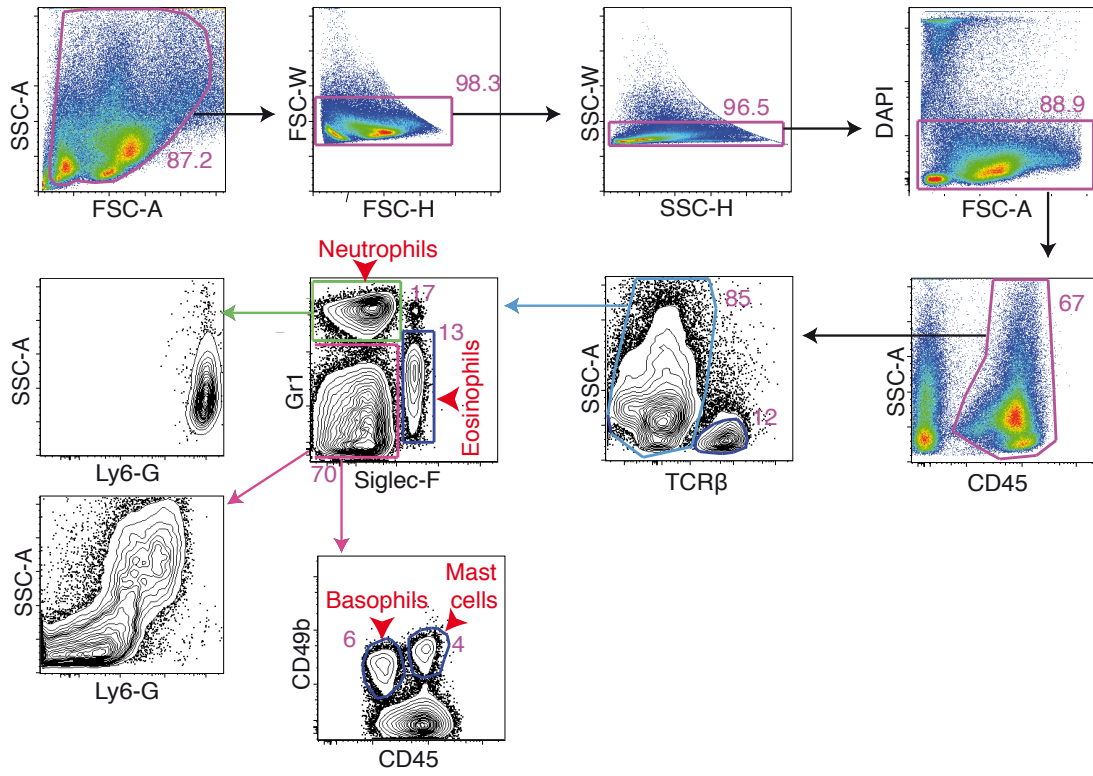 SSC-A
87.2
FSC-A
FSC-W
98.3
FSC-H
SSC-W
96.5
SSC-H
DAPI
88.9
FSC-A
SSC-A
Ly6-G
Neutrophils
17
13
Gr1
Eosinophils
70
Siglec-F
SSC-A
85
12
TCRβ
SSC-A
67
CD45
SSC-A
Ly6-G
Mast
cells
Basophils
6
4
CD49b
CD45